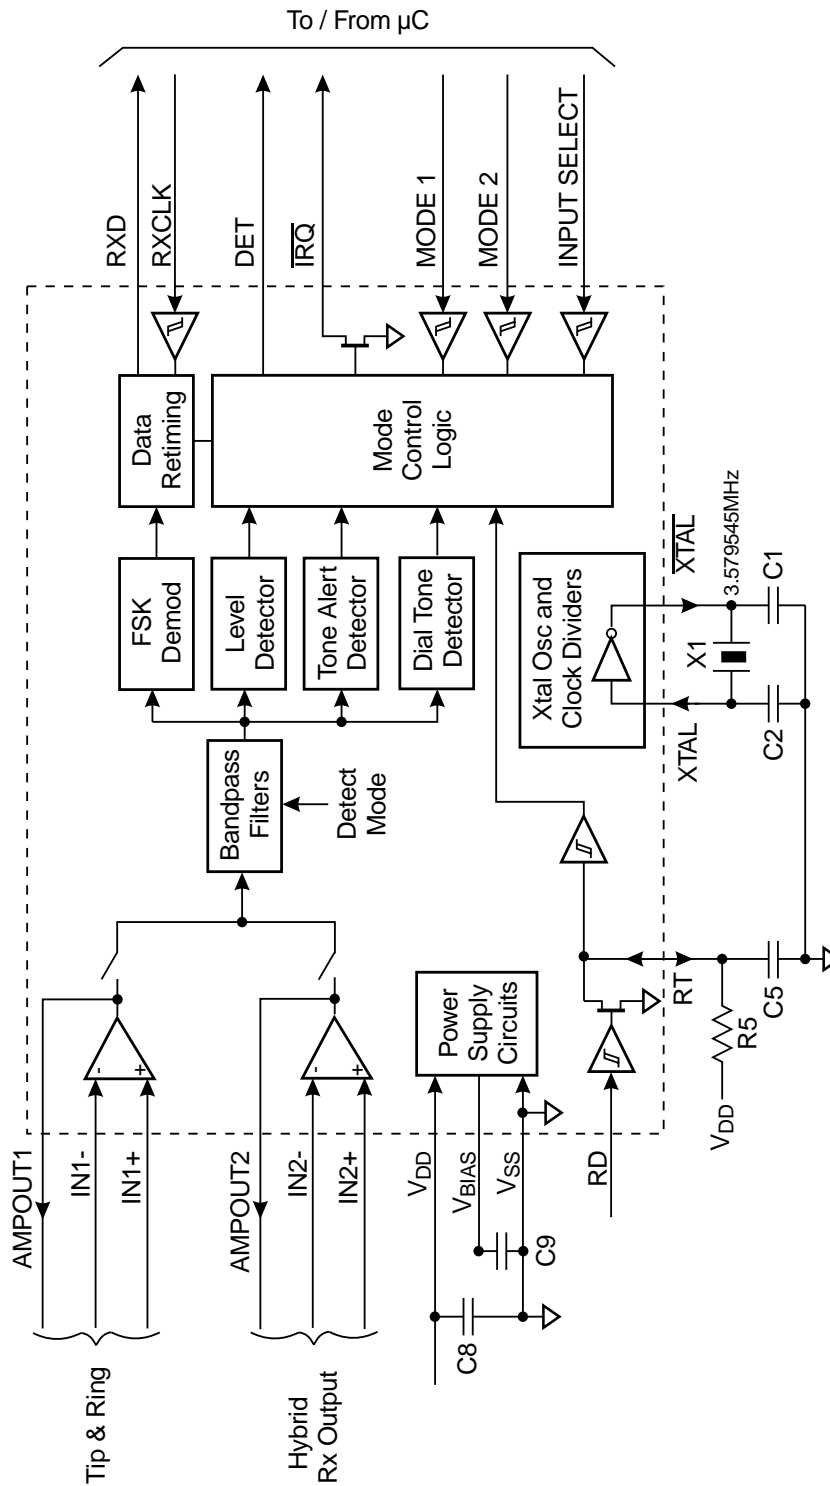 To / From µC
RXD
RXCLK
DET
IRQ
MODE 1
MODE 2
INPUT SELECT
Data
Retiming
Mode
Control
Logic
FSK
Demod
Level
Detector
Tone Alert
Detector
Dial Tone
Detector
Xtal Osc and
Clock Dividers
XTAL
3.579545MHz
X1
C1
C2
XTAL
Bandpass
Filters
Detect
Mode
Power
Supply
Circuits
RT
C5
R5
VDD
-
+
-
+
AMPOUT1
IN1-
IN1+
AMPOUT2
IN2-
IN2+
VDD
VBIAS
VSS
RD
C9
C8
Tip & Ring
Hybrid
Rx Output